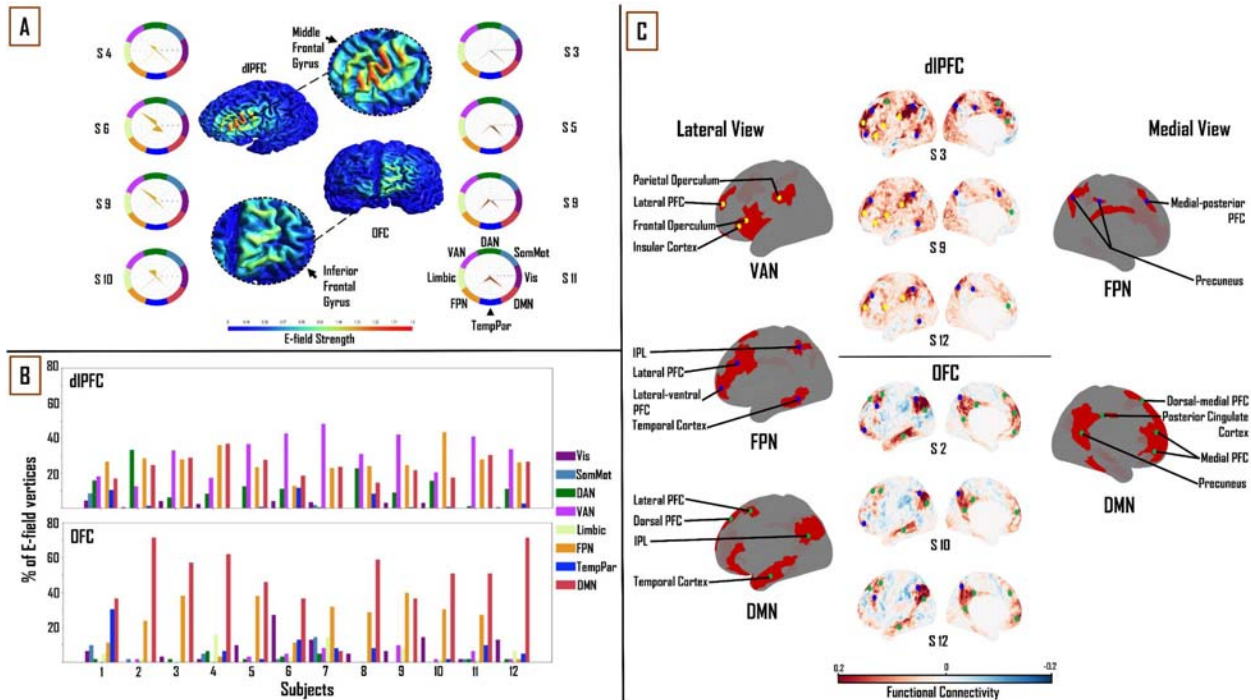 A
S 4
S 6
S 9
S 10
Middle
Frontal
Gyrus
dlPFC
OFC
Inferior
Frontal
Gyrus
S 3
S 5
S 9
S 11
DAN
VAN
SomMot
Limbic
Vis
FPN
DMN
TempPar
E-field Strength
B
dlPFC
80
60
40
20
OFC
80
60
40
20
% of E-field vertices
Vis
SomMot
DAN
VAN
Limbic
FPN
TempPar
DMN
1 2 3 4 5 6 7 8 9 10 11 12
Subjects
C
dlPFC
Lateral View
Medial View
Parietal Operculum
Lateral PFC
Frontal Operculum
Insular Cortex
VAN
S 3
S 9
S 12
Medial-posterior
PFC
Precuneus
FPN
IPL
Lateral PFC
Lateral-ventral
PFC
Temporal Cortex
FPN
OFC
S 2
S 10
S 12
Dorsal-medial PFC
Posterior Cingulate
Cortex
Medial PFC
Precuneus
DMN
Lateral PFC
Dorsal PFC
IPL
Temporal Cortex
DMN
0.2 0 -0.2
Functional Connectivity